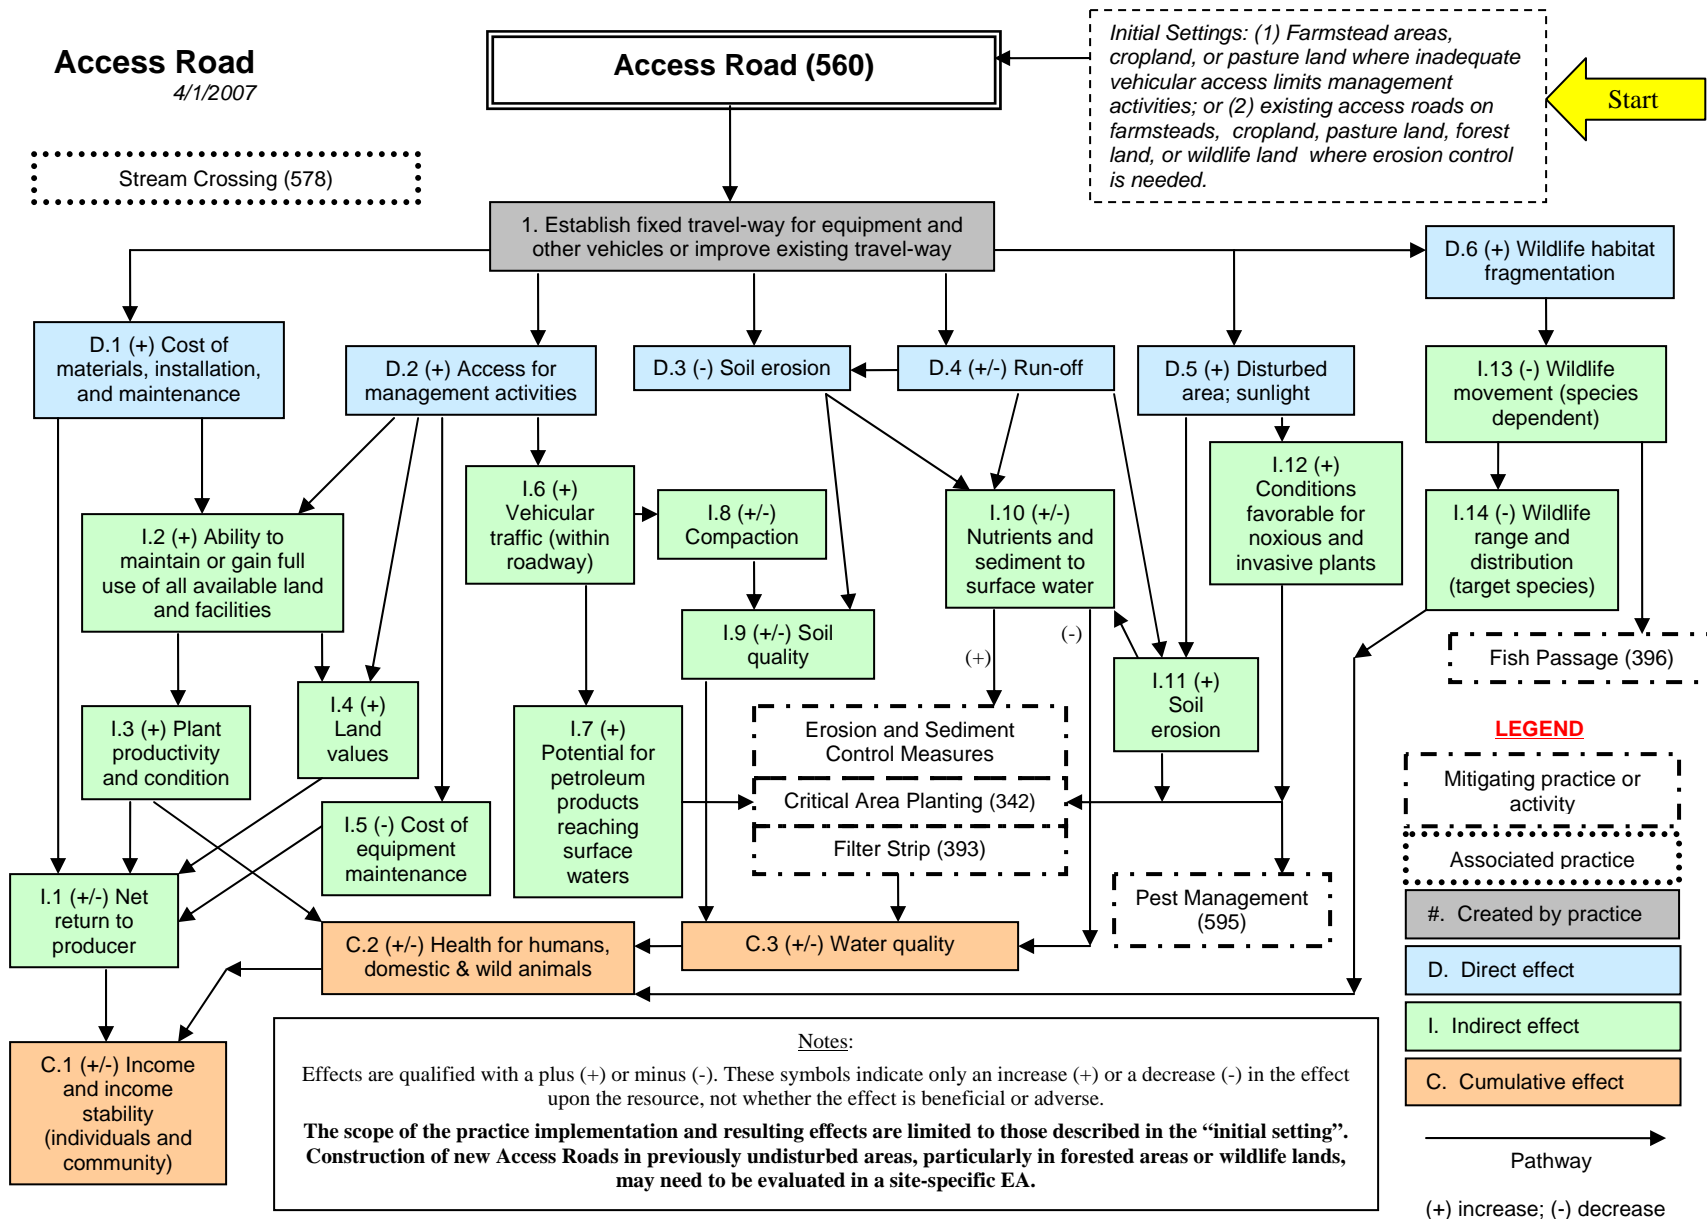 Access Road
4/1/2007
Access Road (560)
Initial Settings: (1) Farmstead areas,
cropland, or pasture land where inadequate
vehicular access limits management
activities; or (2) existing access roads on
farmsteads, cropland, pasture land, forest
land, or wildlife land where erosion control
is needed.
Start
Stream Crossing (578)
1. Establish fixed travel-way for equipment and
other vehicles or improve existing travel-way
D.6 (+) Wildlife habitat
fragmentation
D.1 (+) Cost of
materials, installation,
and maintenance
D.2 (+) Access for
management activities
D.3 (-) Soil erosion
D.4 (+/-) Run-off
D.5 (+) Disturbed
area; sunlight
I.13 (-) Wildlife
movement (species
dependent)
I.2 (+) Ability to
maintain or gain full
use of all available land
and facilities
I.6 (+)
Vehicular
traffic (within
roadway)
I.8 (+/-)
Compaction
I.10 (+/-)
Nutrients and
sediment to
surface water
I.12 (+)
Conditions
favorable for
noxious and
invasive plants
I.14 (-) Wildlife
range and
distribution
(target species)
I.9 (+/-) Soil
quality
(+)
(-)
I.11 (+)
Soil
erosion
Fish Passage (396)
I.3 (+) Plant
productivity
and condition
I.4 (+)
Land
values
I.7 (+)
Potential for
petroleum
products
reaching
surface
waters
Erosion and Sediment
Control Measures
Critical Area Planting (342)
Filter Strip (393)
I.5 (-) Cost of
equipment
maintenance
Pest Management
(595)
I.1 (+/-) Net
return to
producer
C.2 (+/-) Health for humans,
domestic & wild animals
C.3 (+/-) Water quality
C.1 (+/-) Income
and income
stability
(individuals and
community)
LEGEND
Mitigating practice or
activity
Associated practice
#. Created by practice
D. Direct effect
I. Indirect effect
C. Cumulative effect
Pathway
(+) increase; (-) decrease
Notes:
Effects are qualified with a plus (+) or minus (-). These symbols indicate only an increase (+) or a decrease (-) in the effect
upon the resource, not whether the effect is beneficial or adverse.
The scope of the practice implementation and resulting effects are limited to those described in the “initial setting”.
Construction of new Access Roads in previously undisturbed areas, particularly in forested areas or wildlife lands,
may need to be evaluated in a site-specific EA.